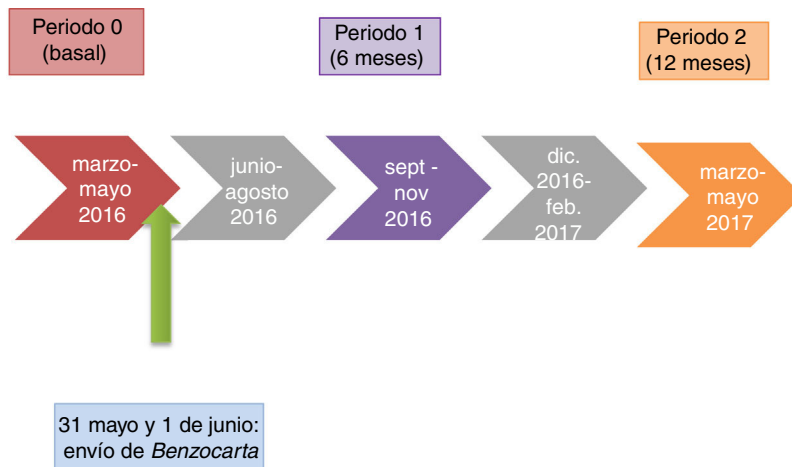 Periodo 0
(basal)
Periodo 1
(6 meses)
Periodo 2
(12 meses)
marzo-
mayo
2016
junio-
agosto
2016
sept -
nov
2016
dic.
2016-
feb.
2017
marzo-
mayo
2017
31 mayo y 1 de junio:
envío de Benzocarta